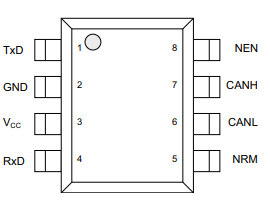 TxD 1 8 NEN
GND 2 7 CANH
VCC 3 6 CANL
RxD 4 5 NRM